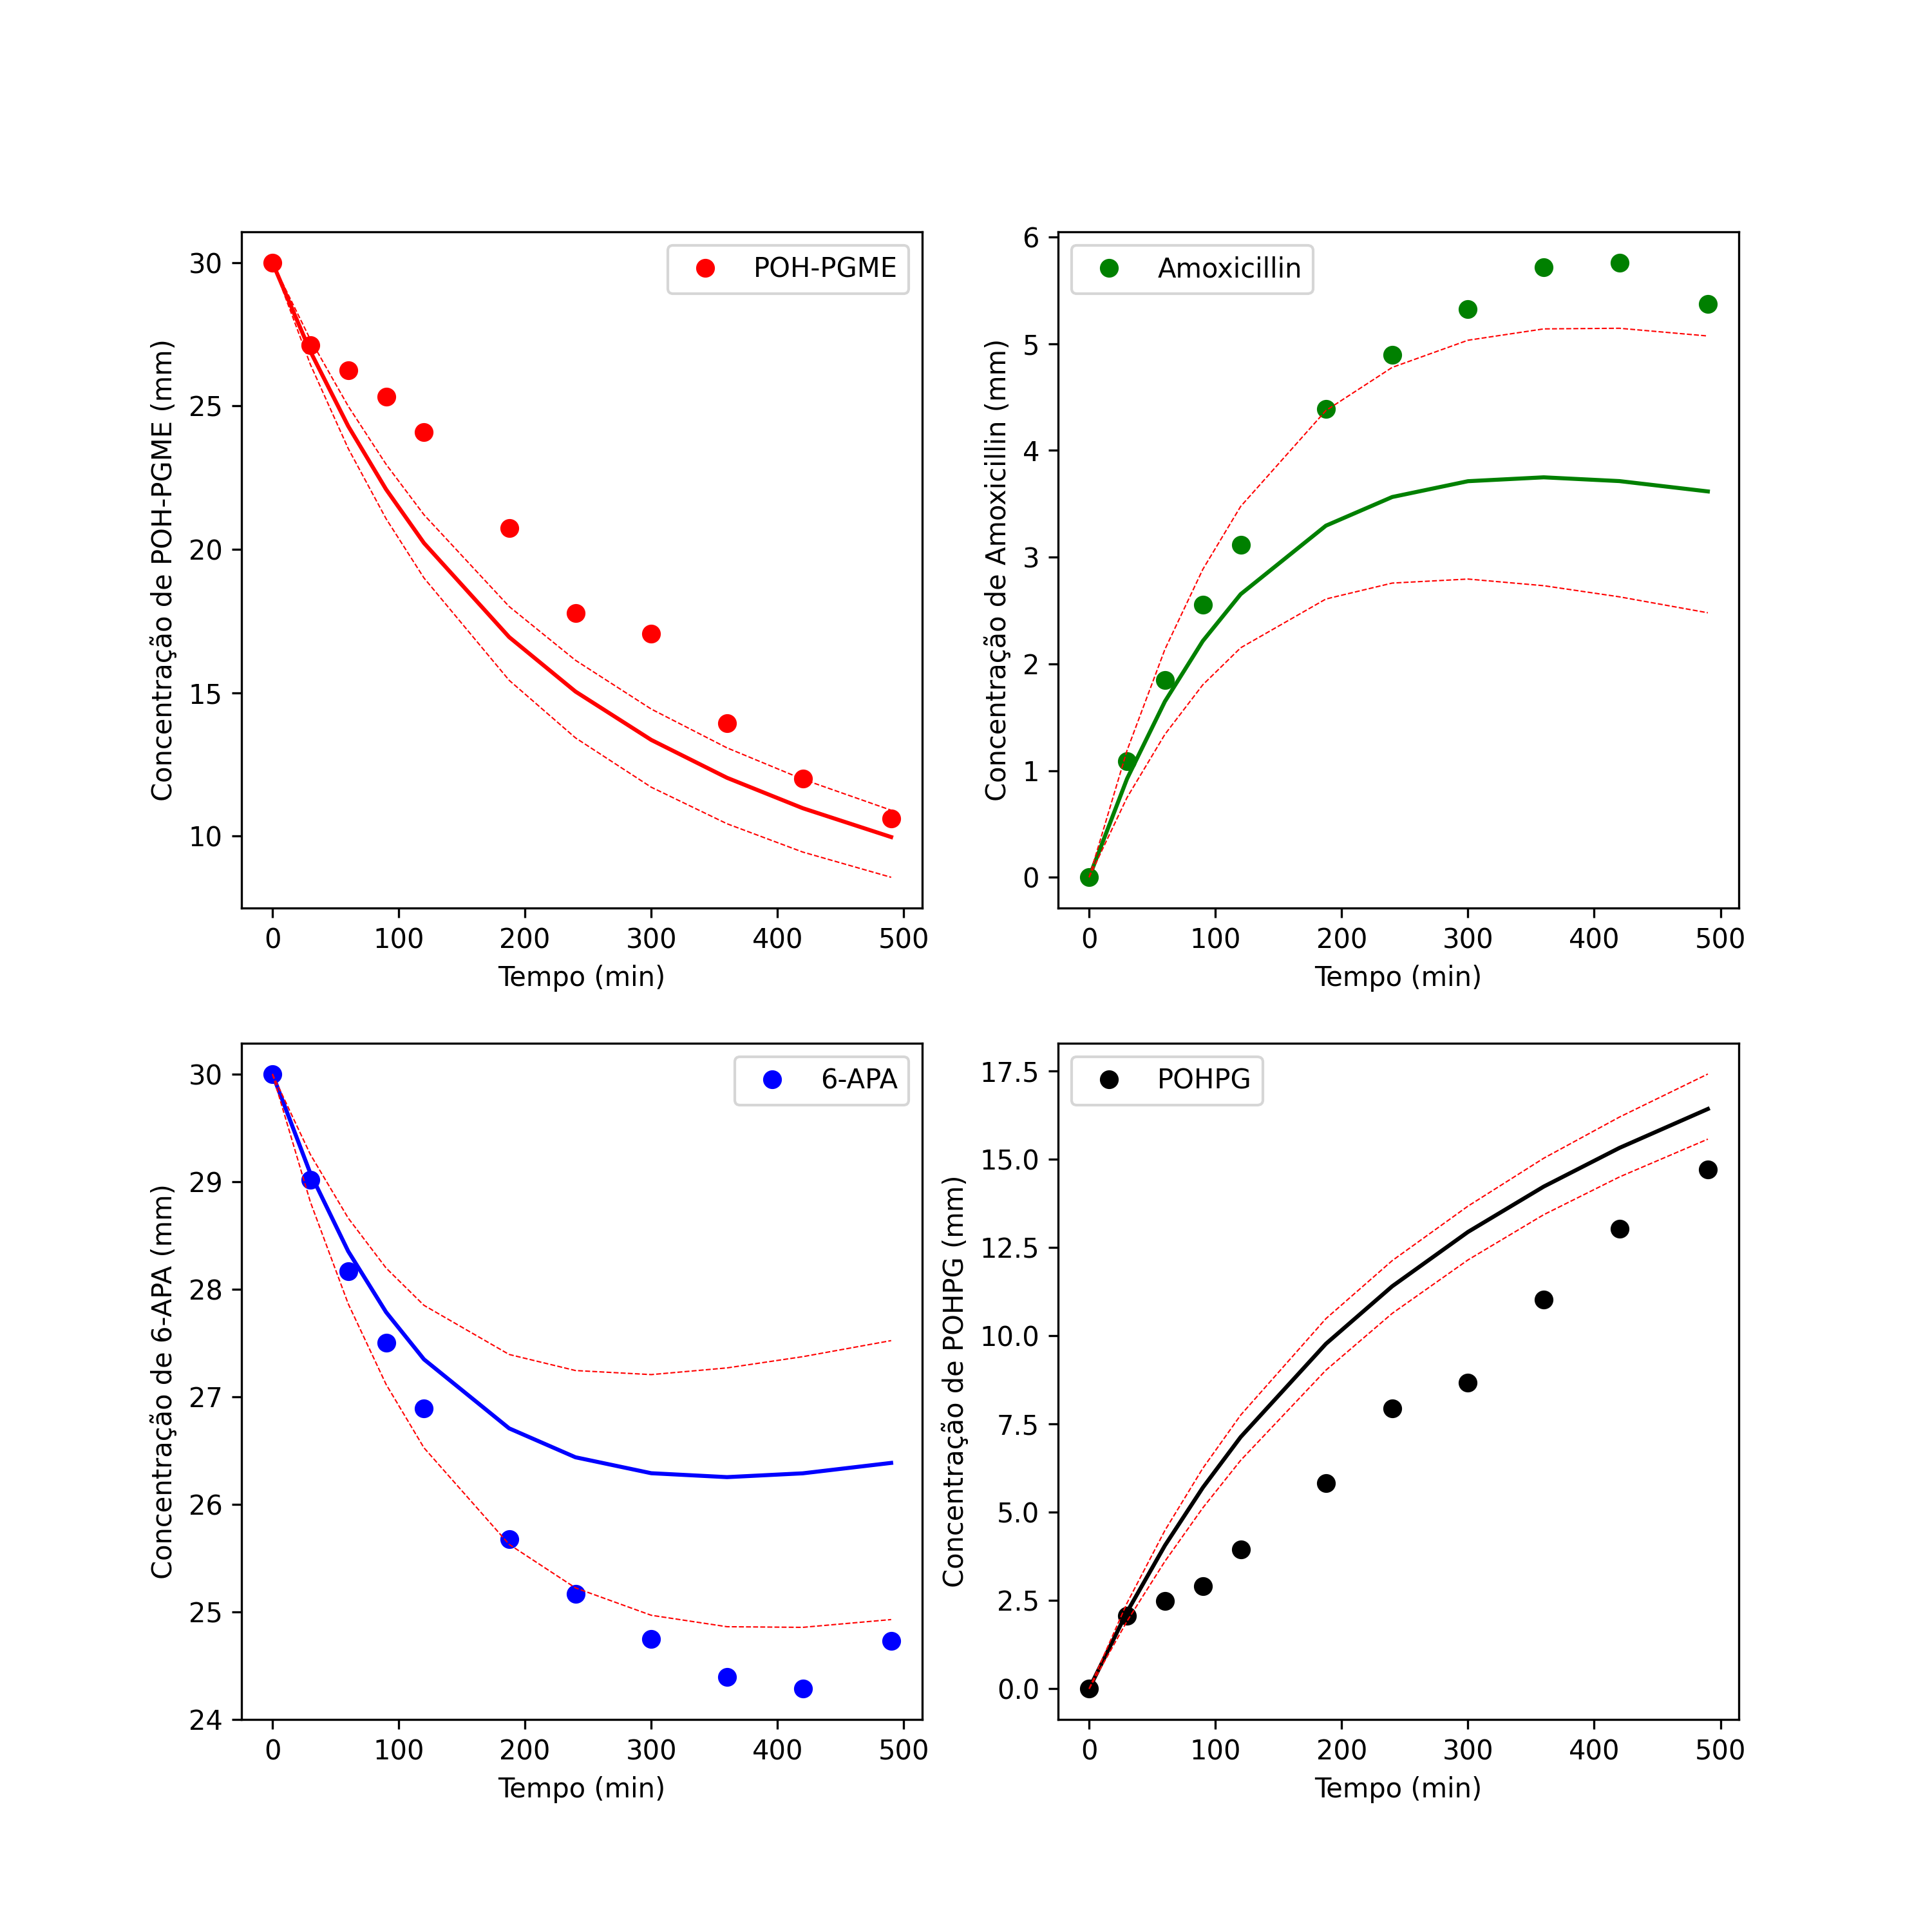 POH-PGME
Concentração de POH-PGME (mm)
30
25
20
15
10
0 100 200 300 400 500
Tempo (min)
Amoxicillin
Concentração de Amoxicillin (mm)
6
5
4
3
2
1
0
0 100 200 300 400 500
Tempo (min)
6-APA
Concentração de 6-APA (mm)
30
29
28
27
26
25
24
0 100 200 300 400 500
Tempo (min)
POHPG
Concentração de POHPG (mm)
17.5
15.0
12.5
10.0
7.5
5.0
2.5
0.0
0 100 200 300 400 500
Tempo (min)